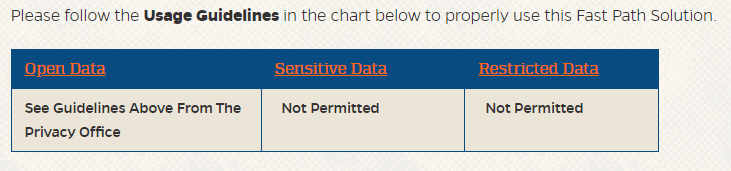 Please follow the Usage Guidelines in the chart below to properly use this Fast Path Solution.
Open Data Sensitive Data Restricted Data
See Guidelines Above From The Not Permitted Not Permitted
Privacy Office